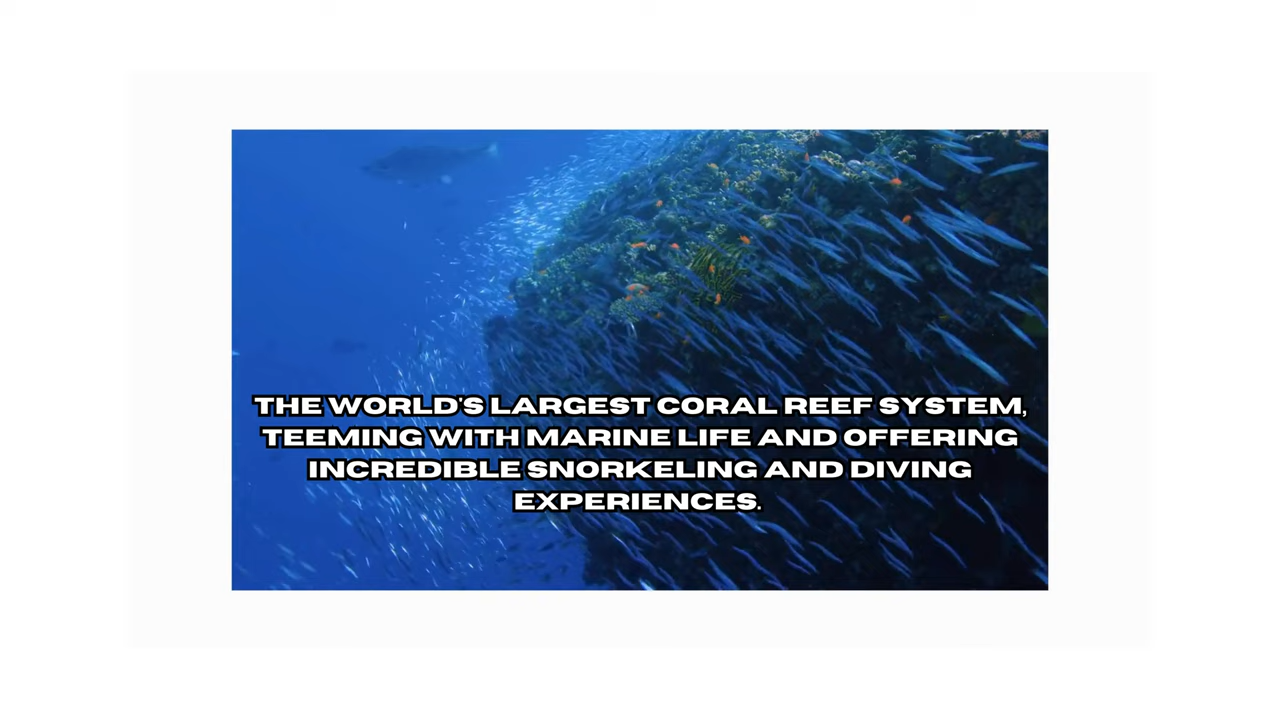 THE WORLD'S LARGEST CORAL REEF SYSTEM,
TEEMING WITH MARINE LIFE AND OFFERING
INCREDIBLE SNORKELING AND DIVING
EXPERIENCES.